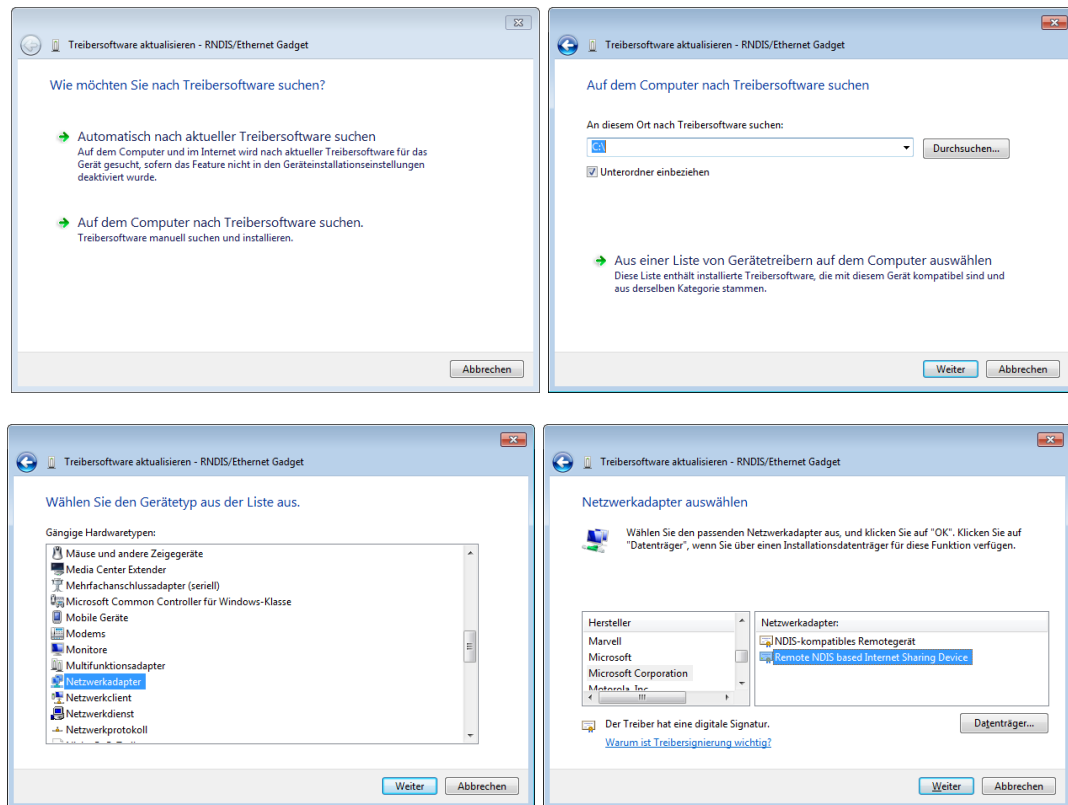 Treibersoftware aktualisieren - RNDIS/Ethernet Gadget
Wie möchten Sie nach Treibersoftware suchen?
Automatisch nach aktueller Treibersoftware suchen
Auf dem Computer und im Internet wird nach aktueller Treibersoftware für das
Gerät gesucht, sofern das Feature nicht in den Geräteinstallationseinstellungen
deaktiviert wurde.
Auf dem Computer nach Treibersoftware suchen.
Treibersoftware manuell suchen und installieren.
Abbrechen
Treibersoftware aktualisieren - RNDIS/Ethernet Gadget
Auf dem Computer nach Treibersoftware suchen
An diesem Ort nach Treibersoftware suchen:
C:\
Durchsuchen...
Unterordner einbeziehen
Aus einer Liste von Gerätetreibern auf dem Computer auswählen
Diese Liste enthält installierte Treibersoftware, die mit diesem Gerät kompatibel sind und
aus derselben Kategorie stammen.
Weiter
Abbrechen
Treibersoftware aktualisieren - RNDIS/Ethernet Gadget
Wählen Sie den Gerätetyp aus der Liste aus.
Gängige Hardwaretypen:
Mäuse und andere Zeigegeräte
Media Center Extender
Mehrfachanschlussadapter (seriell)
Microsoft Common Controller für Windows-Klasse
Mobile Geräte
Modems
Monitore
Multifunktionsadapter
Netzwerkadapter
Netzwerkclient
Netzwerkdienst
Netzwerkprotokoll
Weiter
Abbrechen
Treibersoftware aktualisieren - RNDIS/Ethernet Gadget
Netzwerkadapter auswählen
Wählen Sie den passenden Netzwerkadapter aus, und klicken Sie auf "OK". Klicken Sie auf
"Datenträger", wenn Sie über einen Installationsdatenträger für diese Funktion verfügen.
Hersteller
Marvell
Microsoft
Microsoft Corporation
Motorola, Inc.
Netzwerkadapter:
NDIS-kompatibles Remotegerät
Remote NDIS based Internet Sharing Device
Der Treiber hat eine digitale Signatur.
Warum ist Treibersignierung wichtig?
Datenträger...
Weiter
Abbrechen